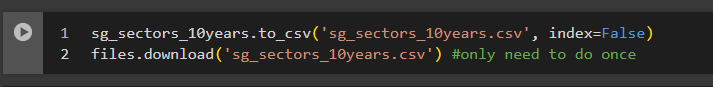 1 sg_sectors_10years.to_csv('sg_sectors_10years.csv', index=False)
2 files.download('sg_sectors_10years.csv') #only need to do once